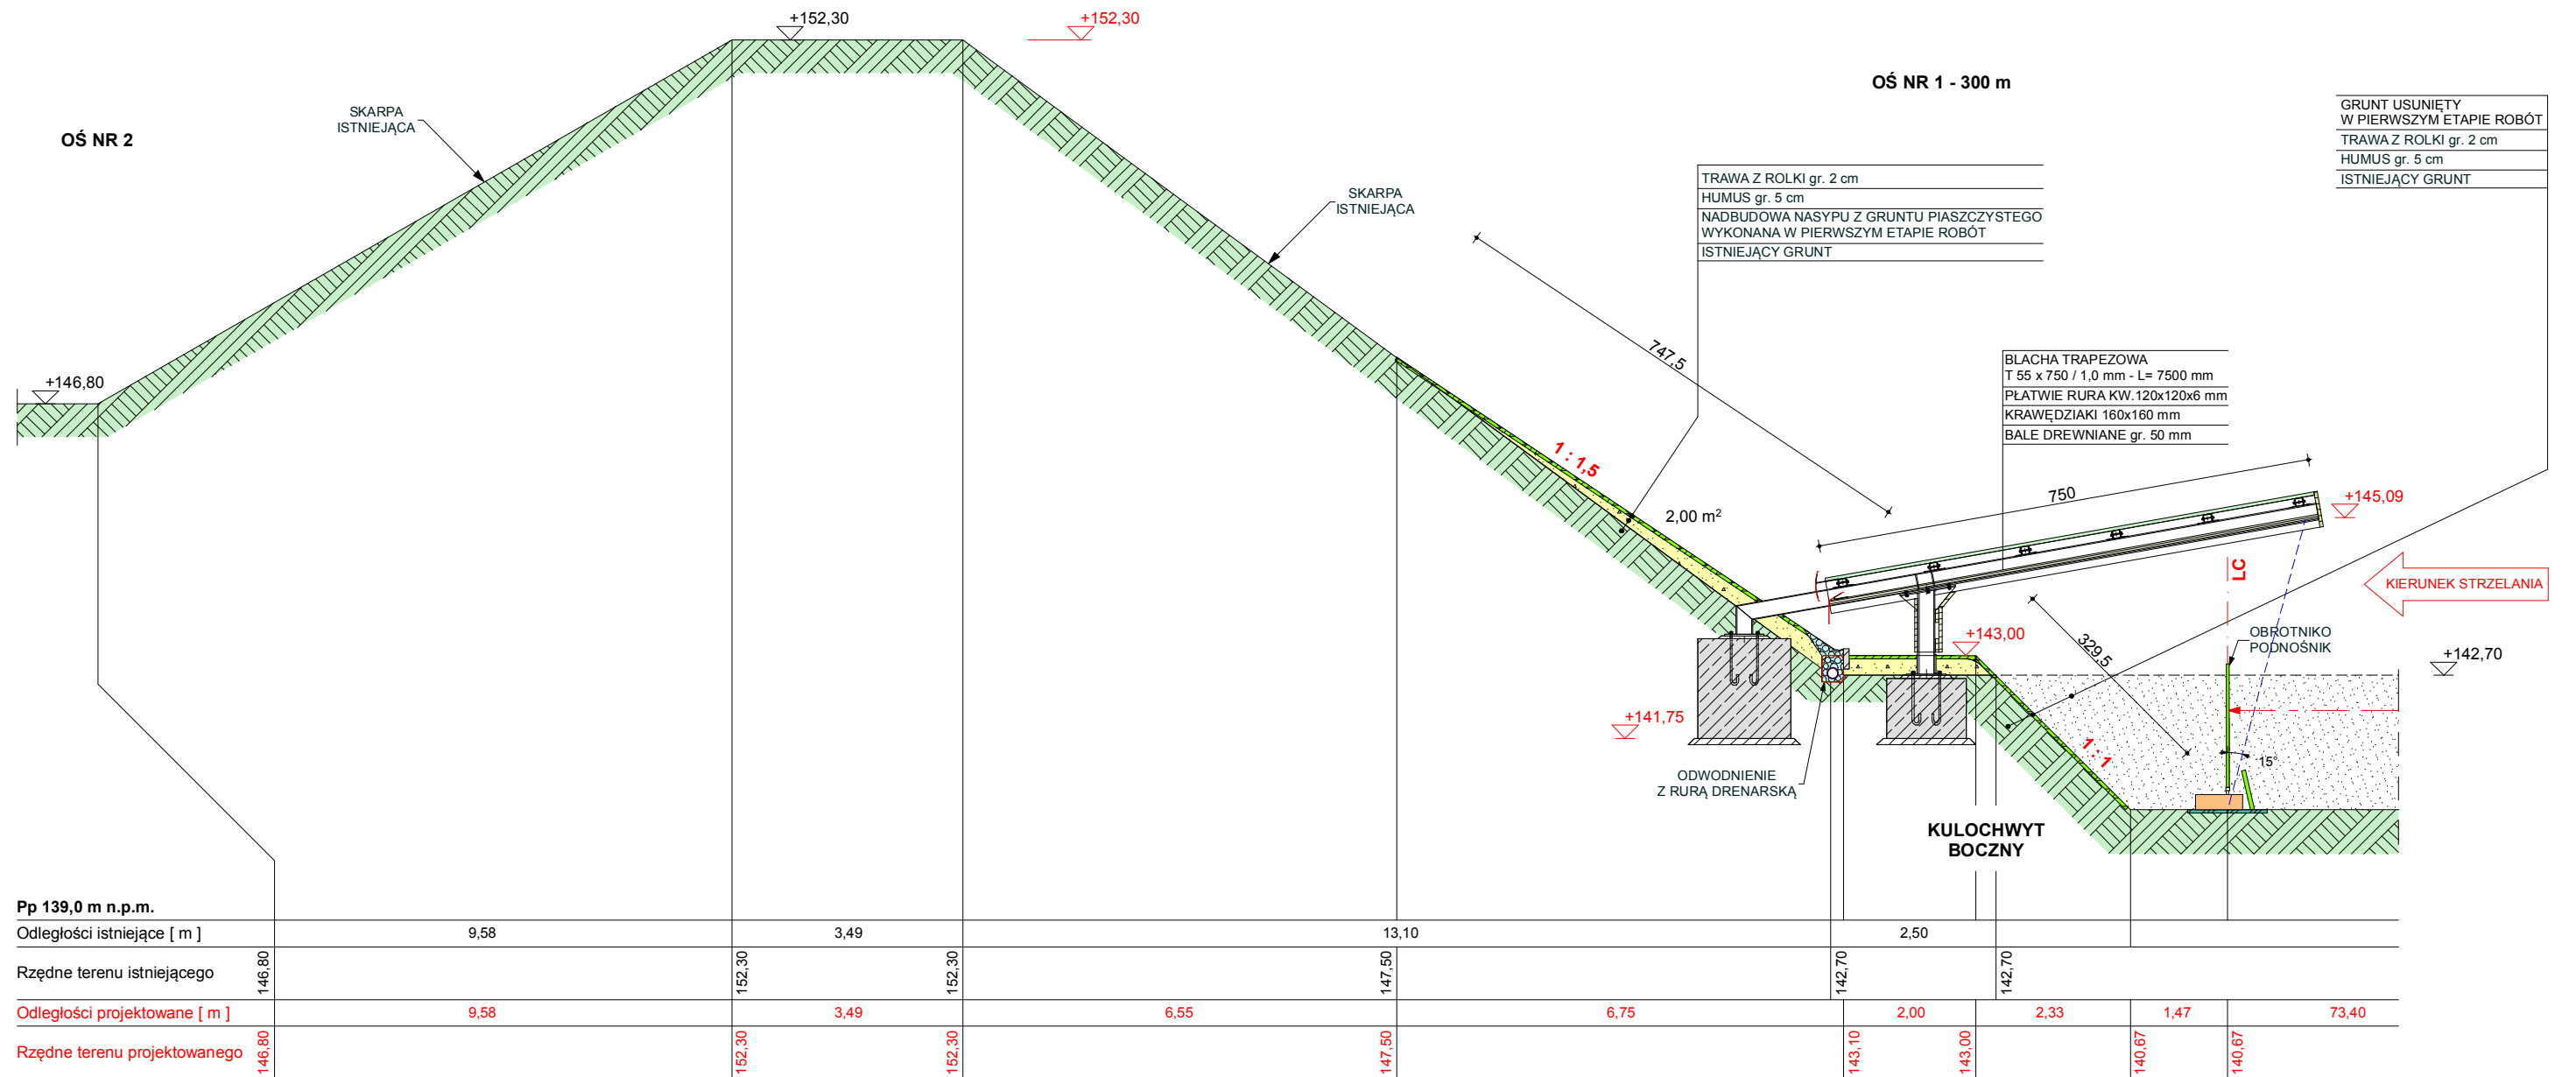 +152,30
+152,30
OŚ NR 1 - 300 m
OŚ NR 2
SKARPA
ISTNIEJĄCA
GRUNT USUNIĘTY
W PIERWSZYM ETAPIE ROBÓT
TRAWA Z ROLKI gr. 2 cm
HUMUS gr. 5 cm
ISTNIEJĄCY GRUNT
SKARPA
ISTNIEJĄCA
TRAWA Z ROLKI gr. 2 cm
HUMUS gr. 5 cm
NADBUDOWA NASYPU Z GRUNTU PIASZCZYSTEGO
WYKONANA W PIERWSZYM ETAPIE ROBÓT
ISTNIEJĄCY GRUNT
747,5
+146,80
BLACHA TRAPEZOWA
T 55 x 750 / 1,0 mm - L= 7500 mm
PŁATWIE RURA KW.120x120x6 mm
KRAWĘDZIAKI 160x160 mm
BALE DREWNIANE gr. 50 mm
1 : 1,5
2,00 m²
750
+145,09
LC
KIERUNEK STRZELANIA
+143,00
329,5
OBROTNIKO
PODNOŚNIK
+142,70
+141,75
1 : 1
15°
ODWODNIENIE
Z RURĄ DRENARSKĄ
KULOCHWYT
BOCZNY
Pp 139,0 m n.p.m.
Odległości istniejące [ m ] 9,58 3,49 13,10 2,50
Rzędne terenu istniejącego 146,80 152,30 152,30 147,50 142,70 142,70
Odległości projektowane [ m ] 9,58 3,49 6,55 6,75 2,00 2,33 1,47 73,40
Rzędne terenu projektowanego 146,80 152,30 152,30 147,50 143,10 143,00 140,67 140,67